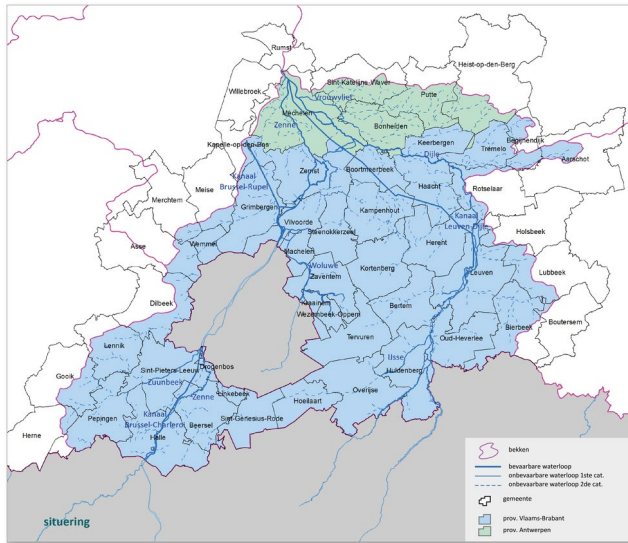 Rumst
Heist-op-den-Berg
Sint-Katelijne-Waver
Willebroek
Putte
Vrouwvliet
Mechelen
Zenne
Bonheiden
Kapelle-op-den-Bos
Keerbergen
Begijnendijk
Dijle
Tremelo
Aarschot
Zemst
Boortmeerbeek
Kanaal
Brussel-Rupel
Haacht
Rotselaar
Meise
Merchtem
Grimbergen
Kampenhout
Kanaal
Leuven-Dijle
Vilvoorde
Steenokkerzeel
Holsbeek
Asse
Wemmel
Herent
Machelen
Woluwe
Zaventem
Kortenberg
Leuven
Lubbeek
Dilbeek
Kraainem
Wezembeek-Oppem
Bertem
Boutersem
Bierbeek
Lennik
Tervuren
Oud-Heverlee
IJsse
Gooik
Sint-Pieters-Leeuw
Drogenbos
Huldenberg
Zuunbeek
Zenne
Linkebeek
Overijse
Hoeilaart
Pepingen
Kanaal
Brussel-Charleroi
Sint-Genesius-Rode
Beersel
Herne
Halle
bekken
bevaarbare waterloop
onbevaarbare waterloop 1ste cat.
onbevaarbare waterloop 2de cat.
gemeente
prov. Vlaams-Brabant
prov. Antwerpen
situering